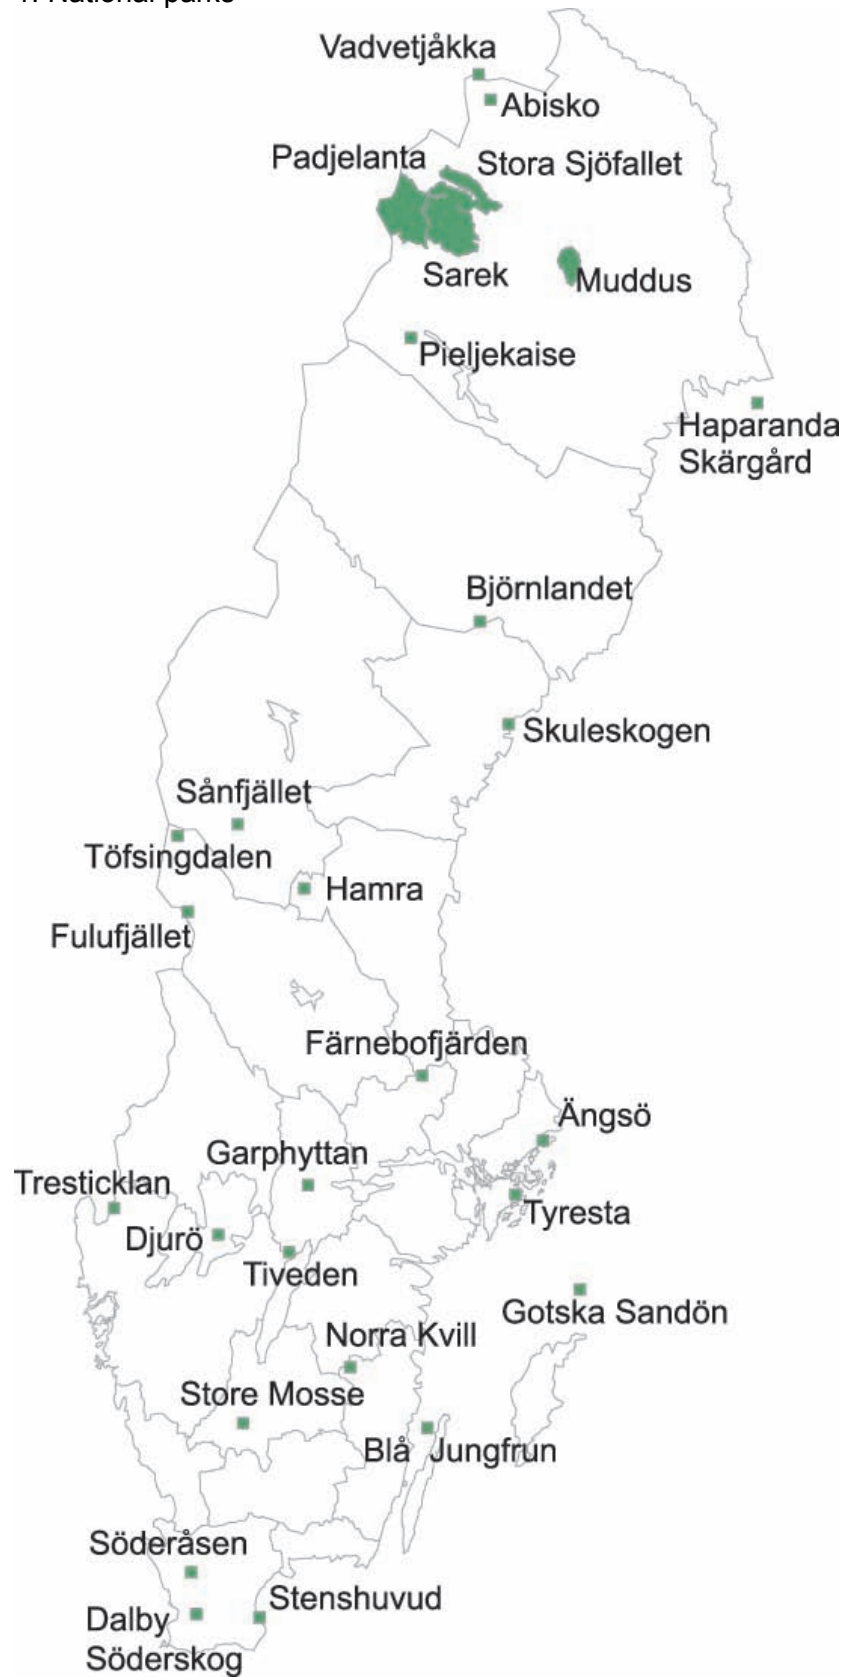 1. National parks
Vadvetjåkka
Abisko
Padjelanta
Stora Sjöfallet
Sarek
Muddus
Pieljekaise
Haparanda
Skärgård
Björnlandet
Skuleskogen
Sånfjället
Töfsingdalen
Hamra
Fulufjället
Färnebofjärden
Ängsö
Garphyttan
Tresticklan
Tyresta
Djurö
Tiveden
Gotska Sandön
Norra Kvill
Store Mosse
Blå Jungfrun
Söderåsen
Stenshuvud
Dalby
Söderskog